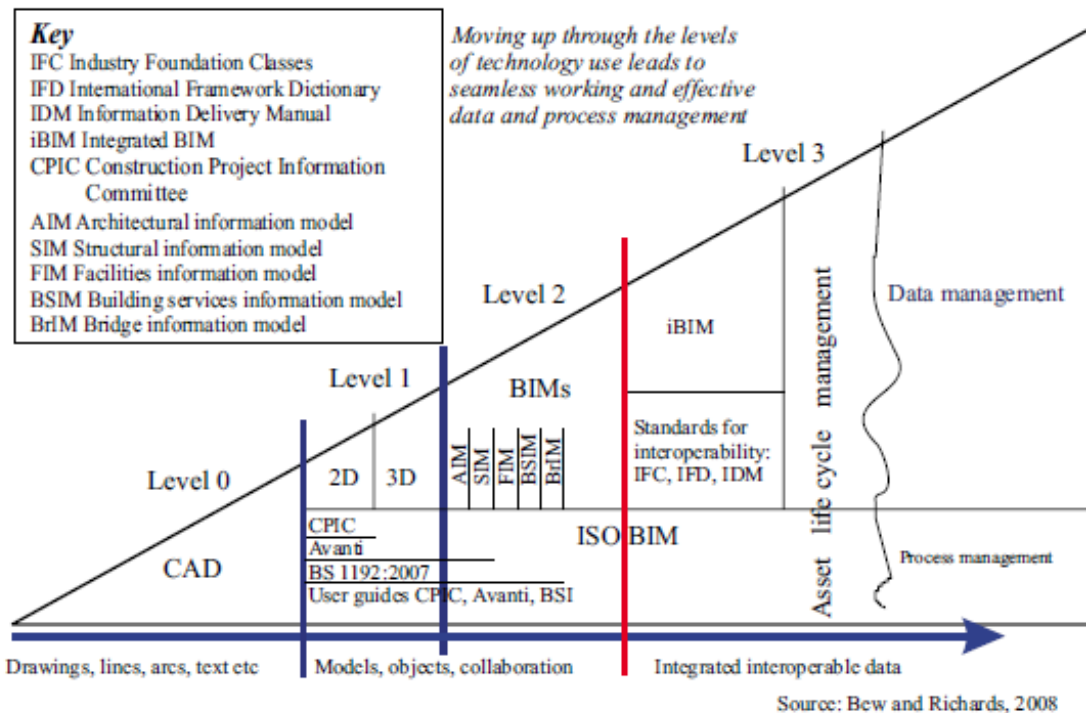 Key
IFC Industry Foundation Classes
IFD International Framework Dictionary
IDM Information Delivery Manual
iBIM Integrated BIM
CPIC Construction Project Information
Committee
AIM Architectural information model
SIM Structural information model
FIM Facilities information model
BSIM Building services information model
BrIM Bridge information model
Moving up through the levels
of technology use leads to
seamless working and effective
data and process management
Level 3
Level 2
Level 1
Level 0
iBIM
Data management
BIMs
2D
3D
AIM
SIM
FIM
BSIM
BrIM
Standards for
interoperability:
IFC, IFD, IDM
Asset life cycle management
CAD
CPIC
Avanti
BS 1192:2007
User guides CPIC, Avanti, BSI
ISO BIM
Process management
Drawings, lines, arcs, text etc
Models, objects, collaboration
Integrated interoperable data
Source: Bew and Richards, 2008